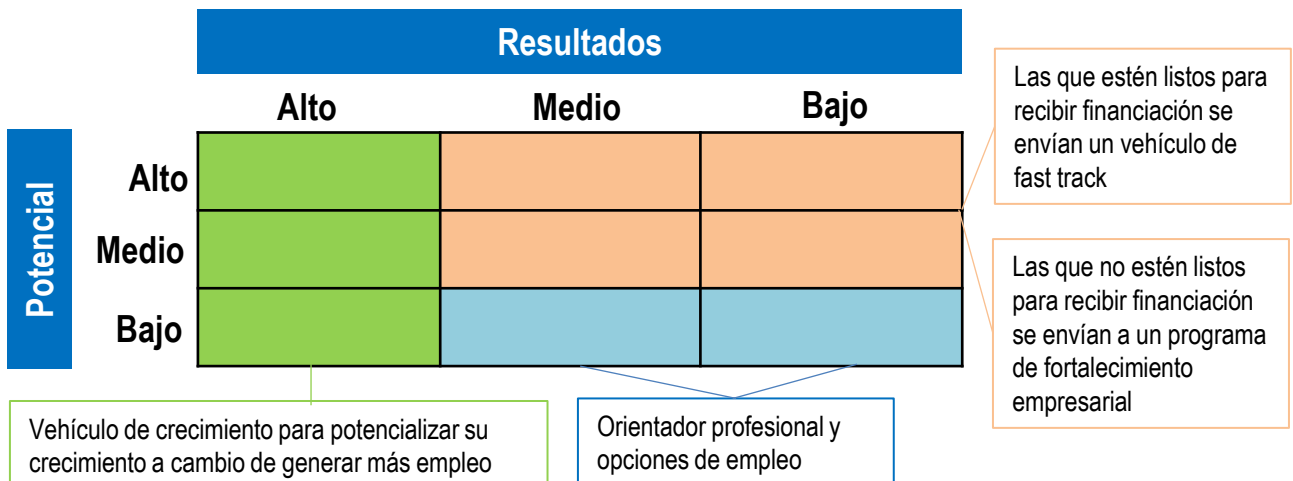 Resultados
Alto Medio Bajo
Potencial
Alto
Medio
Bajo
Las que estén listos para
recibir financiación se
envían un vehículo de
fast track
Las que no estén listos
para recibir financiación
se envían a un programa
de fortalecimiento
empresarial
Vehículo de crecimiento para potencializar su
crecimiento a cambio de generar más empleo
Orientador profesional y
opciones de empleo